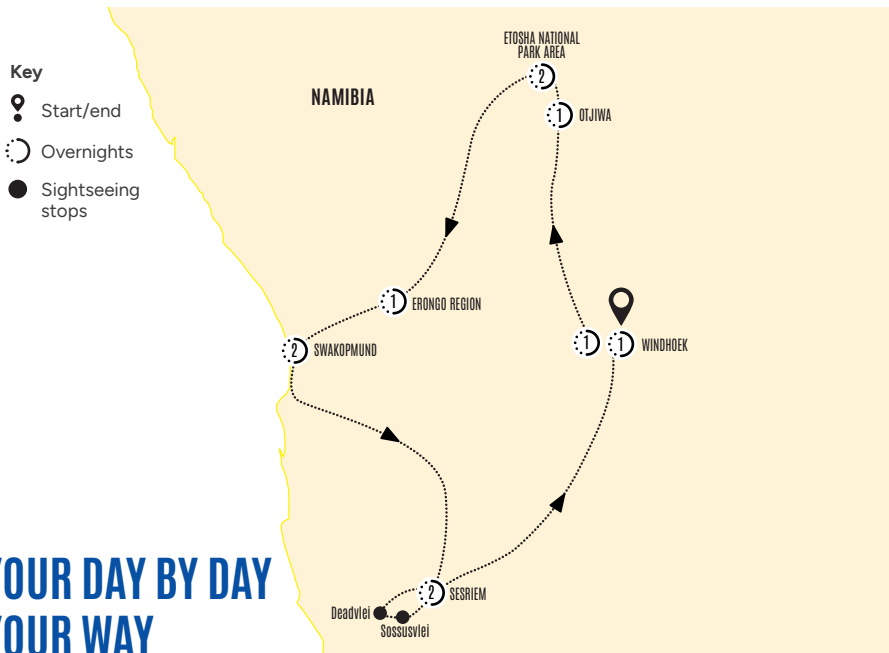 ETOSHA NATIONAL
PARK AREA
2
Key
NAMIBIA
Start/end
1 OTJIWA
Overnights
Sightseeing
stops
1 ERONGO REGION
2 SWAKOPMUND
1 1 WINDHOEK
YOUR DAY BY DAY
2 SESRIEM
Deadvlei
Sossusvlei
YOUR WAY